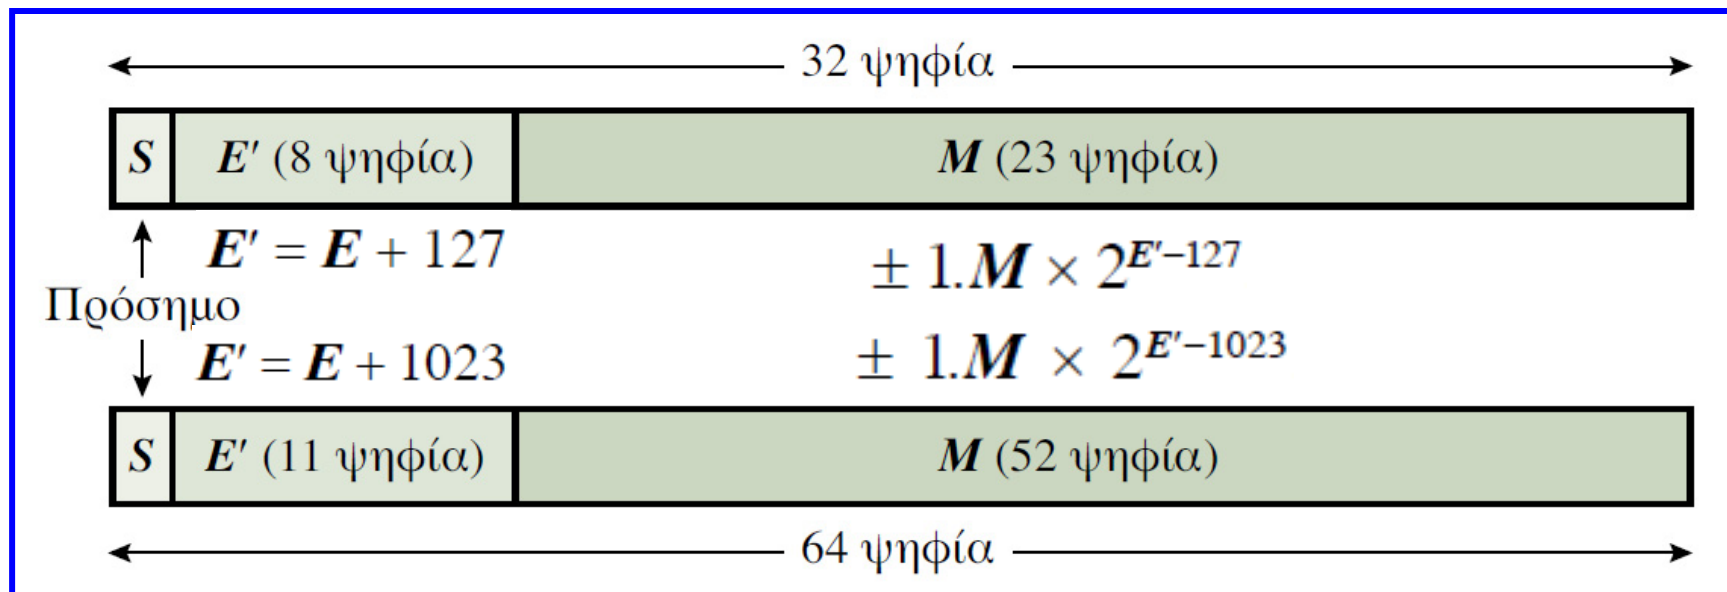 32 ψηφία
S E′ (8 ψηφία) M (23 ψηφία)
E′ = E + 127 ± 1.M × 2^{E′−127}
Πρόσημο
E′ = E + 1023 ± 1.M × 2^{E′−1023}
S E′ (11 ψηφία) M (52 ψηφία)
64 ψηφία